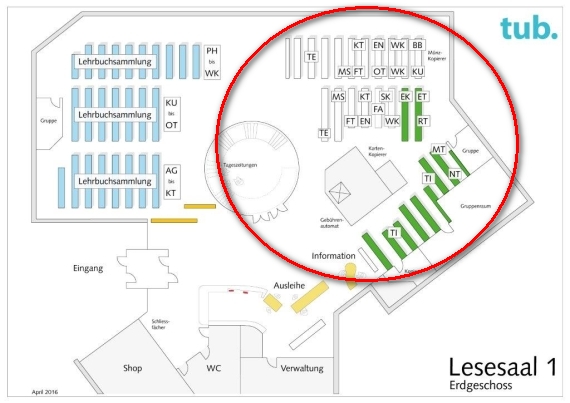 tub.
PH
bis
WK
Lehrbuchsammlung
KT EN WK BB
TE
MS FT OT WK KU
Münz-
Kopierer
KU
bis
OT
Lehrbuchsammlung
Gruppe
MS KT SK EK ET
FA
FT EN WK RT
TE
AG
bis
KT
Lehrbuchsammlung
Tageszeitungen
Karten-
Kopierer
MT
Gruppe
TI
NT
Gebühren-
automat
Gruppenraum
TI
Information
Eingang
Ausleihe
Schliess-
fächer
Shop
WC
Verwaltung
Lesesaal 1
Erdgeschoss
April 2016